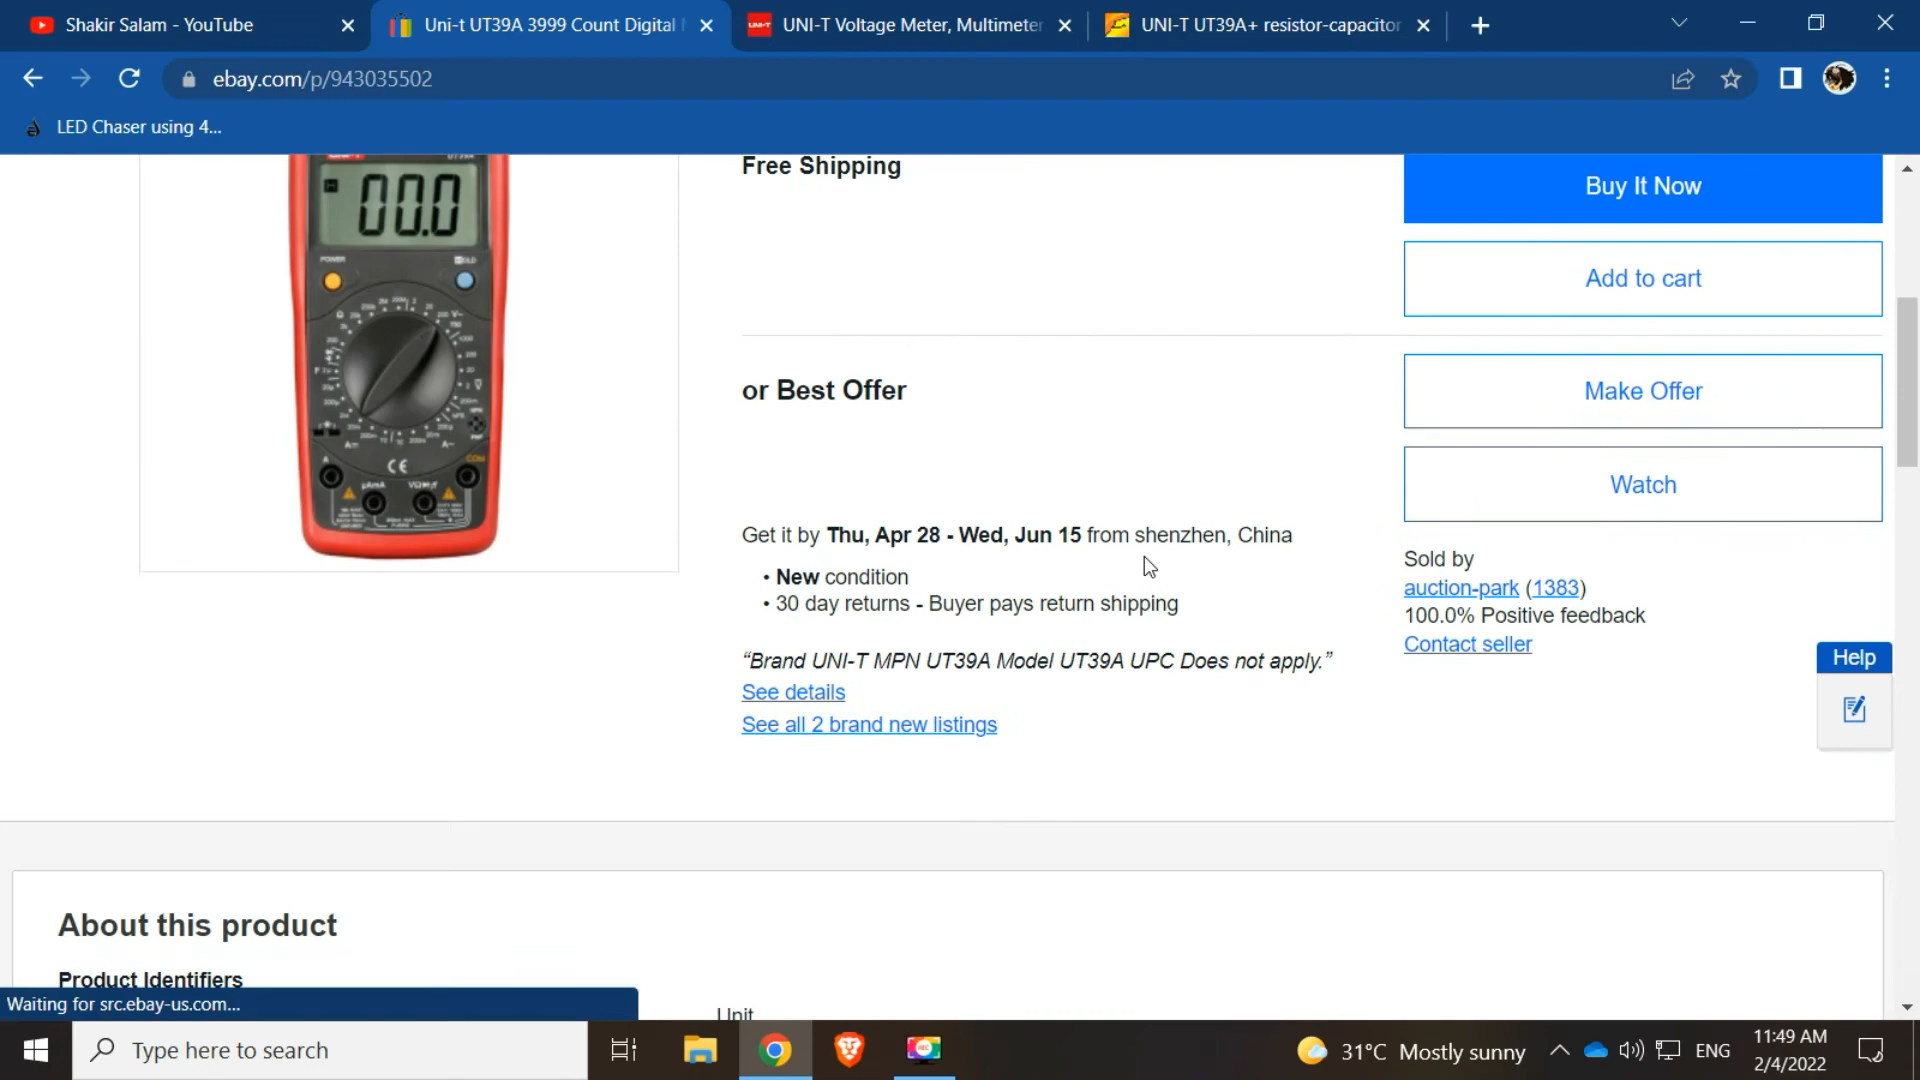 Shakir Salam - YouTube
Uni-t UT39A 3999 Count Digital
UNI-T Voltage Meter, Multimeter
UNI-T UT39A+ resistor-capacitor
ebay.com/p/943035502
LED Chaser using 4...
Free Shipping
Buy It Now
Add to cart
or Best Offer
Make Offer
Watch
Get it by Thu, Apr 28 - Wed, Jun 15 from shenzhen, China
• New condition
• 30 day returns - Buyer pays return shipping
“Brand UNI-T MPN UT39A Model UT39A UPC Does not apply.”
See details
See all 2 brand new listings
Sold by
auction-park (1383)
100.0% Positive feedback
Contact seller
Help
00.0
POWER
HOLD
CE
A
µAmA
COM
About this product
Product Identifiers
Unit
Waiting for src.ebay-us.com...
Type here to search
31°C Mostly sunny
ENG
11:49 AM
2/4/2022